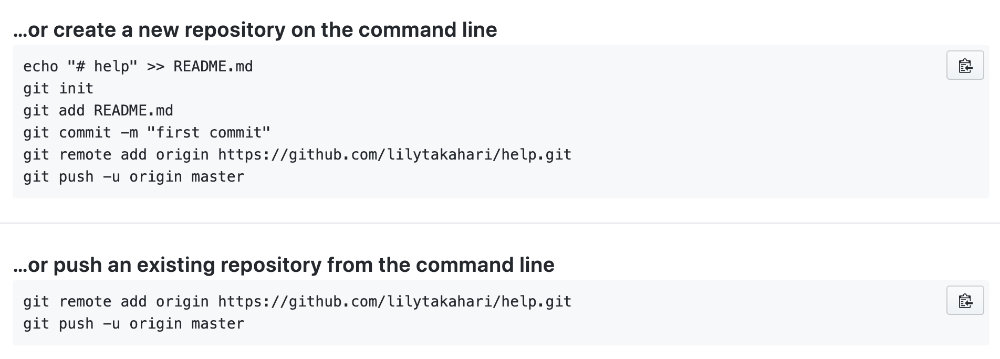 ...or create a new repository on the command line
echo "# help" >> README.md
git init
git add README.md
git commit -m "first commit"
git remote add origin https://github.com/lilytakahari/help.git
git push -u origin master
...or push an existing repository from the command line
git remote add origin https://github.com/lilytakahari/help.git
git push -u origin master